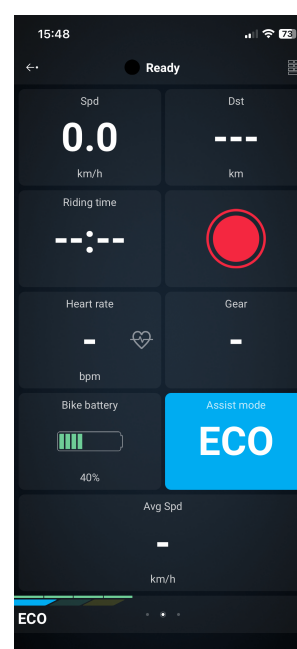 15:48
73
Ready
Spd
Dst
0.0
---
km/h
km
Riding time
--:--
Heart rate
Gear
-
-
bpm
Bike battery
Assist mode
ECO
40%
Avg Spd
-
km/h
ECO